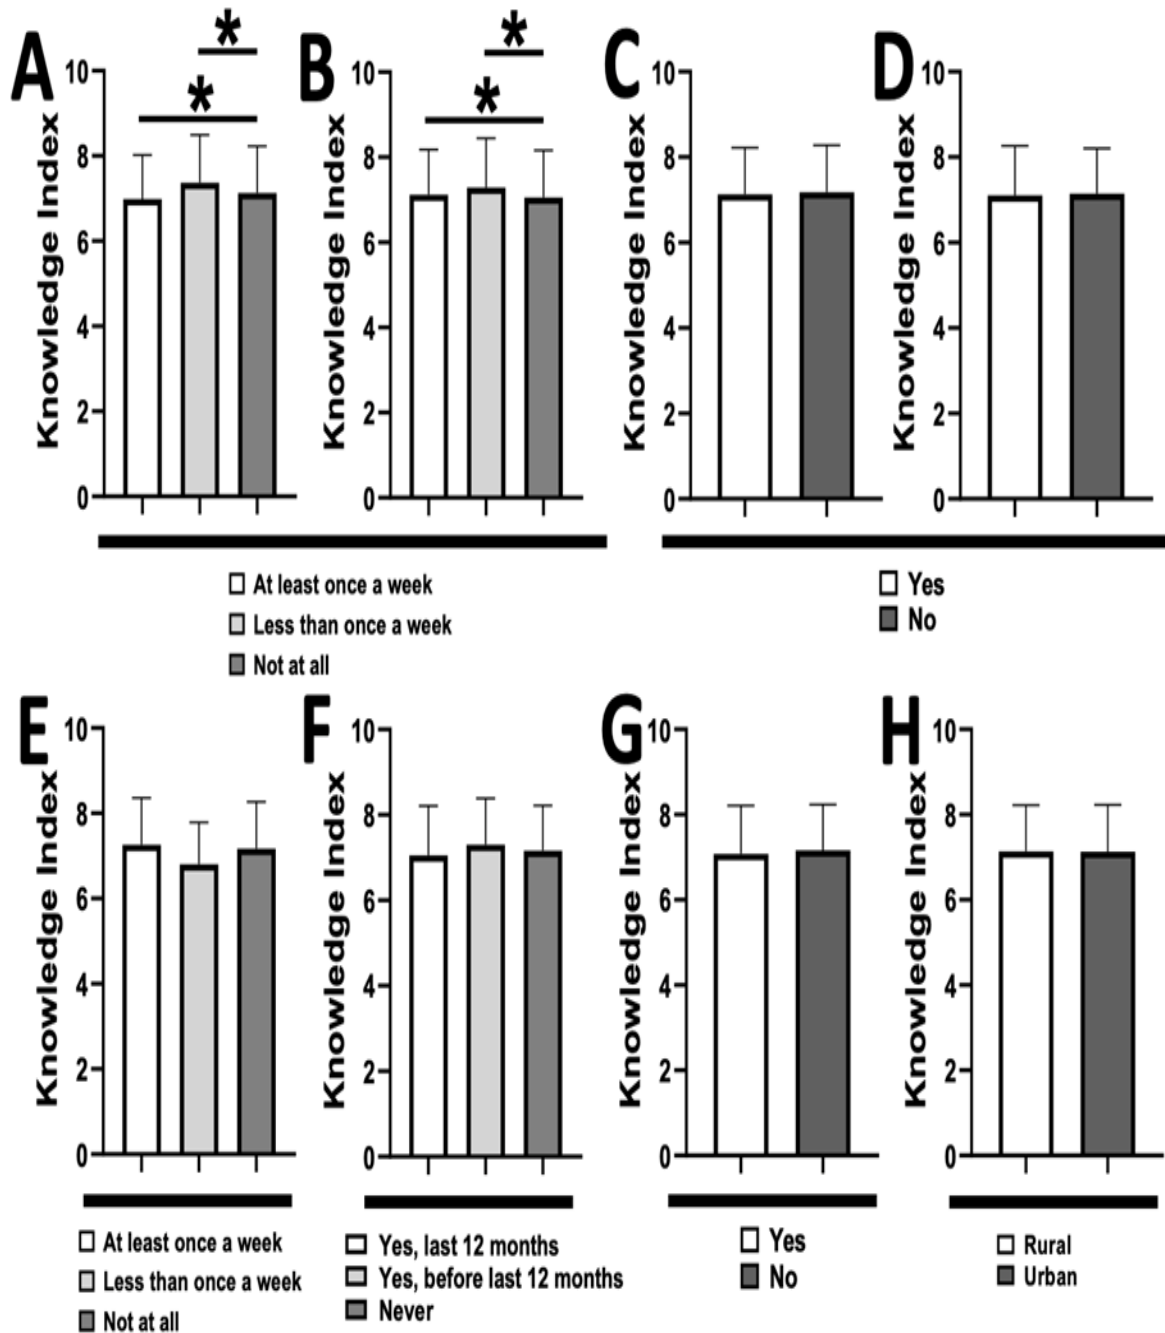 A
Knowledge Index
10
8
6
4
2
0
*
*
B
Knowledge Index
10
8
6
4
2
0
*
*
C
Knowledge Index
10
8
6
4
2
0
D
Knowledge Index
10
8
6
4
2
0
At least once a week
Less than once a week
Not at all
Yes
No
E
Knowledge Index
10
8
6
4
2
0
F
Knowledge Index
10
8
6
4
2
0
G
Knowledge Index
10
8
6
4
2
0
H
Knowledge Index
10
8
6
4
2
0
At least once a week
Less than once a week
Not at all
Yes, last 12 months
Yes, before last 12 months
Never
Yes
No
Rural
Urban